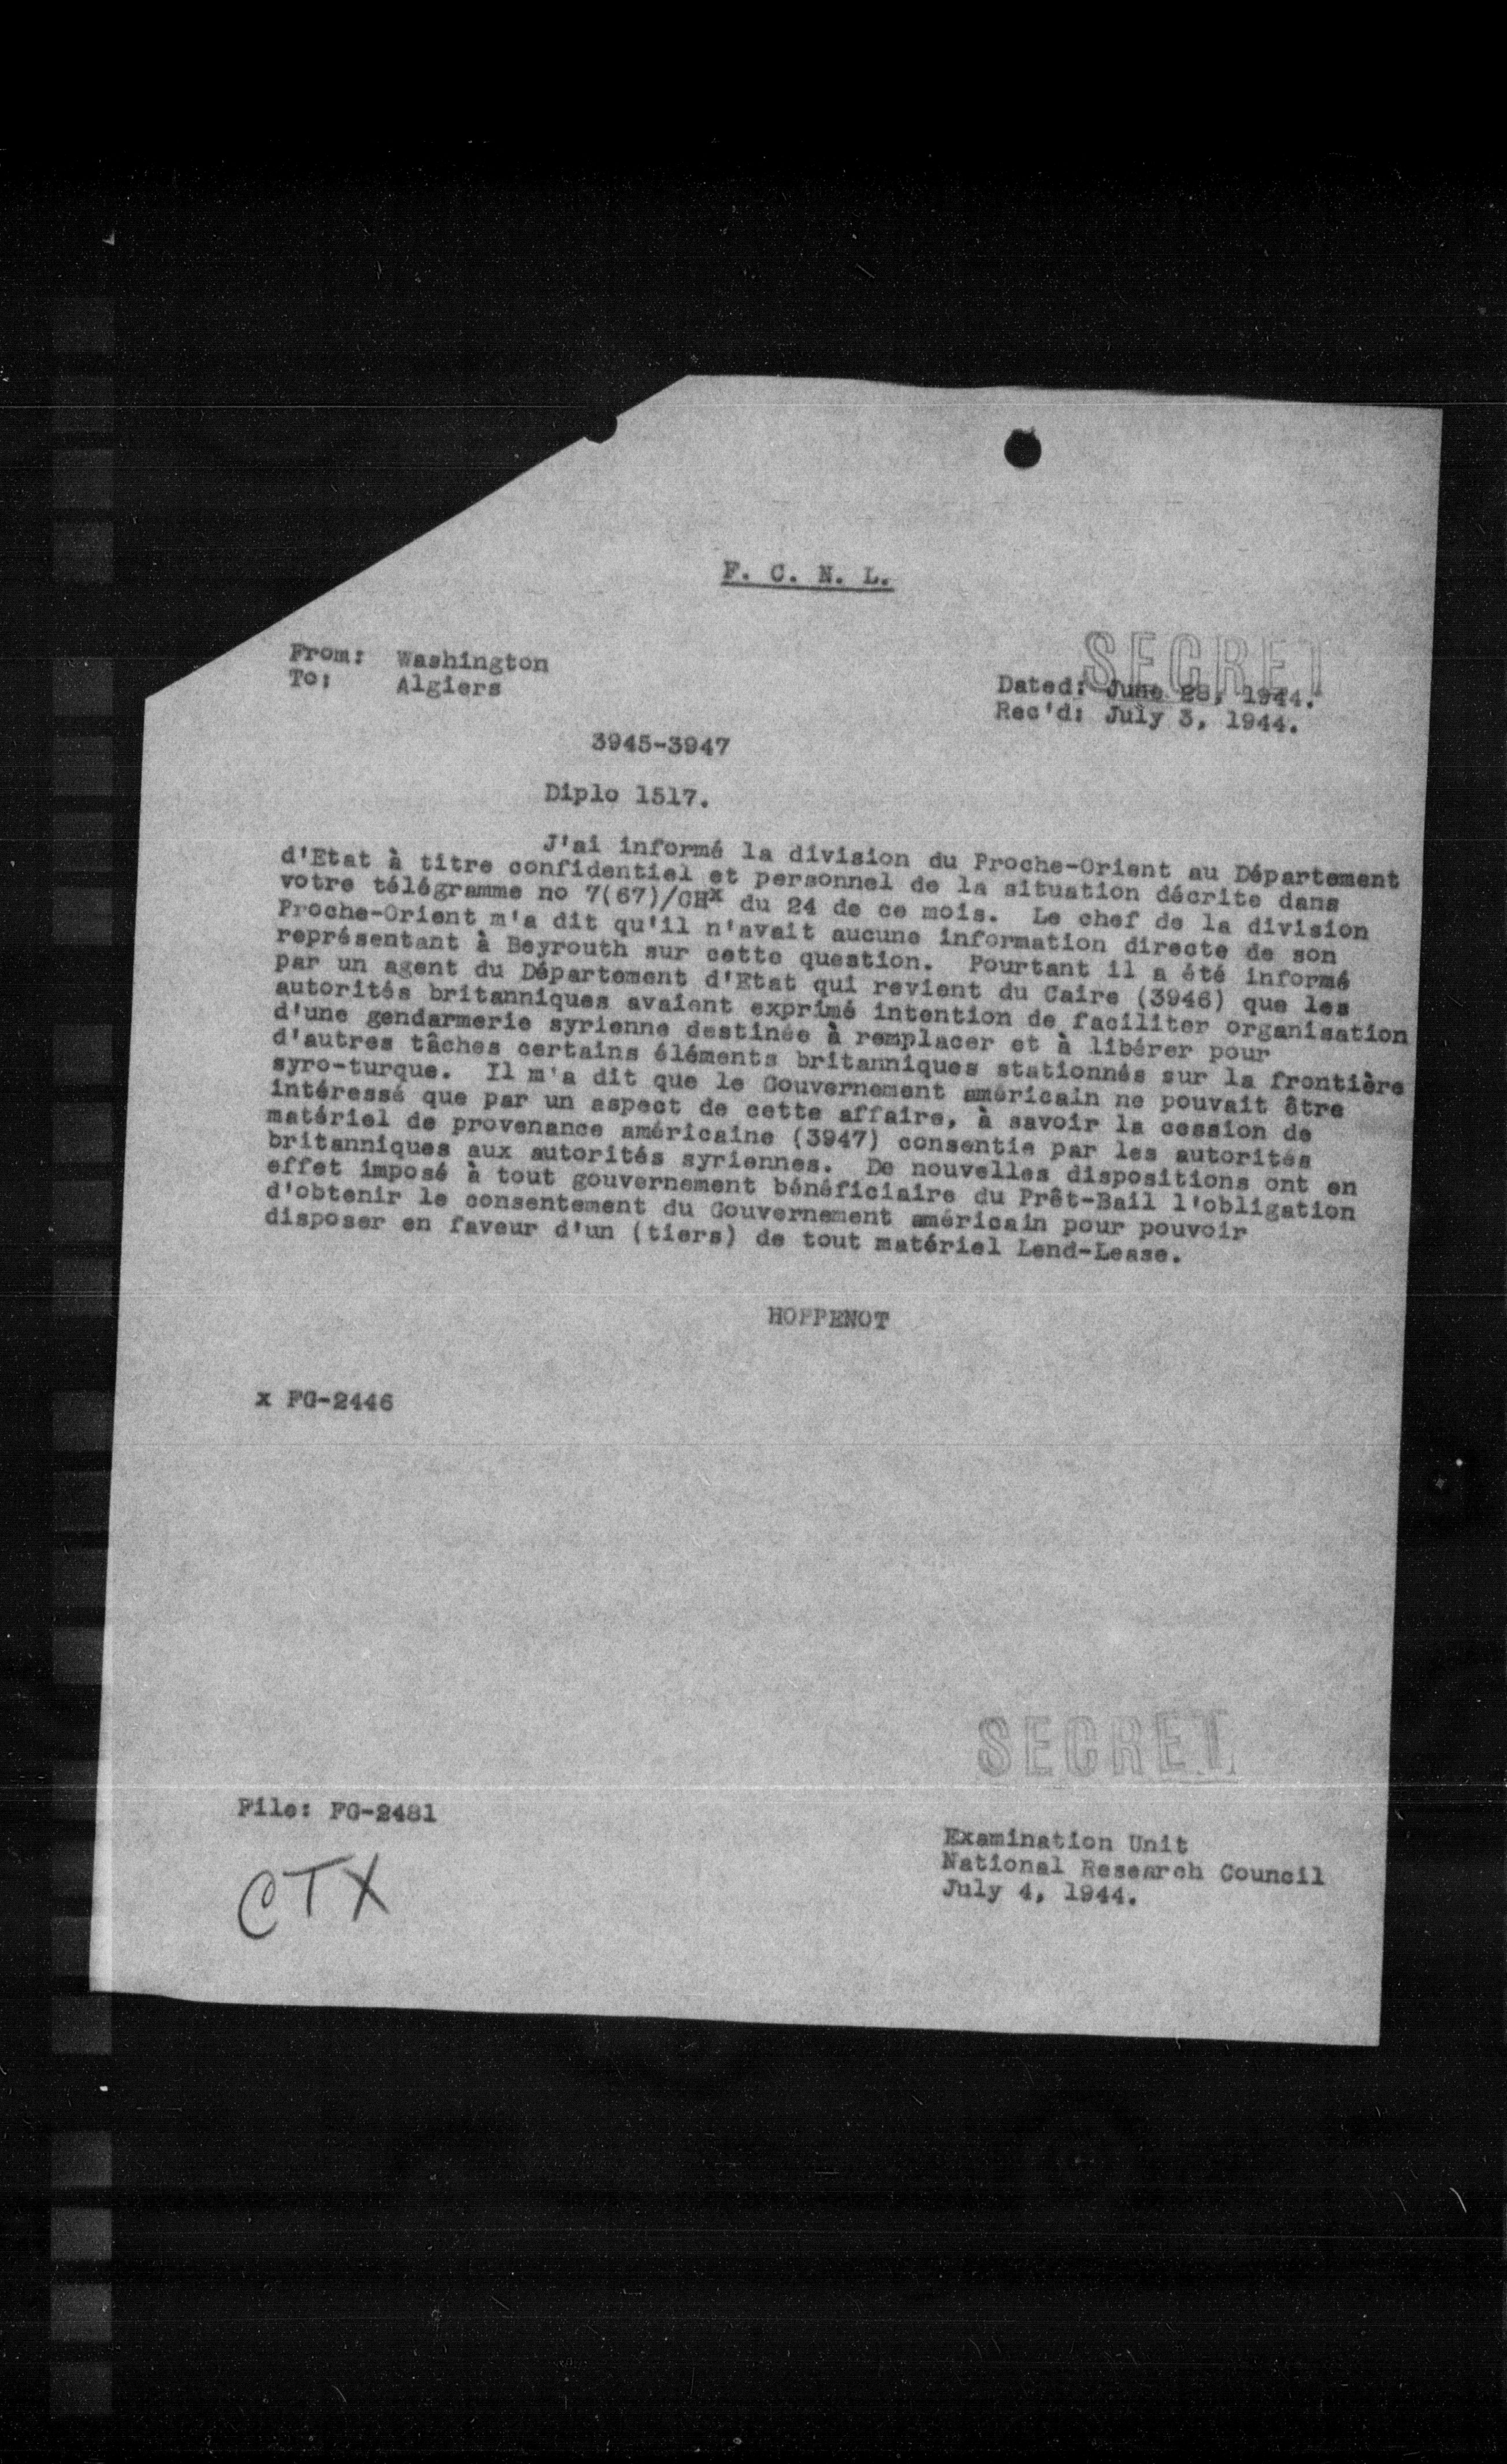 F. C. N. L.
SECRET
From: Washington
To: Algiers
Dated: June 28, 1944.
Rec'd: July 3, 1944.
3945-3947
Diplo 1517.
J'ai informé la division du Proche-Orient au Département
d'Etat à titre confidentiel et personnel de la situation décrite dans
votre télégramme no 7(67)/CHx du 24 de ce mois. Le chef de la division
Proche-Orient m'a dit qu'il n'avait aucune information directe de son
représentant à Beyrouth sur cette question. Pourtant il a été informé
par un agent du Département d'Etat qui revient du Caire (3946) que les
autorités britanniques avaient exprimé intention de faciliter organisation
d'une gendarmerie syrienne destinée à remplacer et à libérer pour
d'autres tâches certains éléments britanniques stationnés sur la frontière
syro-turque. Il m'a dit que le Gouvernement américain ne pouvait être
intéressé que par un aspect de cette affaire, à savoir la cession de
matériel de provenance américaine (3947) consentie par les autorités
britanniques aux autorités syriennes. De nouvelles dispositions ont en
effet imposé à tout gouvernement bénéficiaire du Prêt-Bail l'obligation
d'obtenir le consentement du Gouvernement américain pour pouvoir
disposer en faveur d'un (tiers) de tout matériel Lend-Lease.
HOPPENOT
x FG-2446
SECRET
File: FG-2481
CTX
Examination Unit
National Research Council
July 4, 1944.